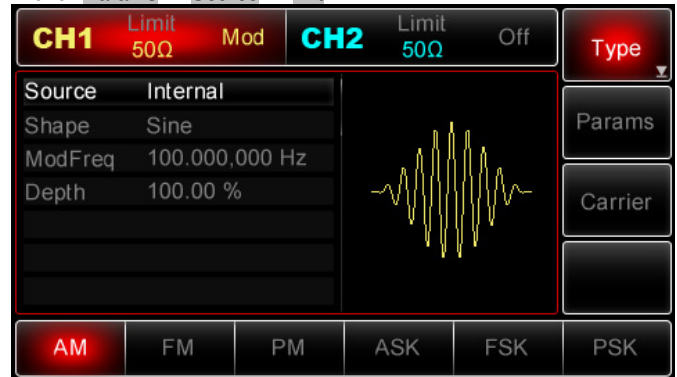 CH1 Limit 50Ω Mod CH2 Limit 50Ω Off Type
Source Internal
Shape Sine Params
ModFreq 100.000,000 Hz
Depth 100.00 % Carrier
AM FM PM ASK FSK PSK